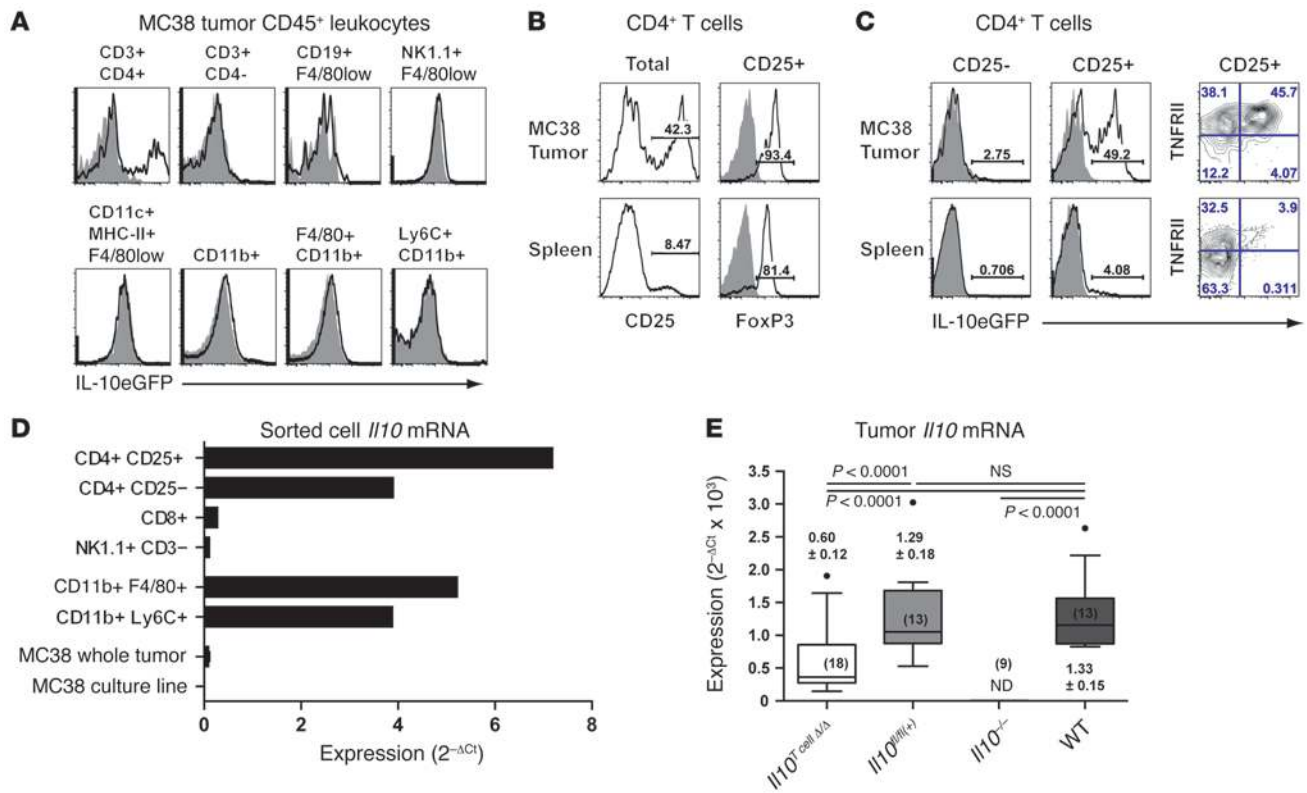 A
MC38 tumor CD45⁺ leukocytes
CD3+
CD4+
CD3+
CD4-
CD19+
F4/80low
NK1.1+
F4/80low
CD11c+
MHC-II+
F4/80low
CD11b+
F4/80+
CD11b+
Ly6C+
CD11b+
IL-10eGFP
B
CD4⁺ T cells
Total
CD25+
MC38
Tumor
42.3
93.4
Spleen
8.47
81.4
CD25
FoxP3
C
CD4⁺ T cells
CD25-
CD25+
CD25+
MC38
Tumor
2.75
49.2
TNFRII
38.1
45.7
12.2
4.07
Spleen
0.706
4.08
TNFRII
32.5
3.9
63.3
0.311
IL-10eGFP
D
Sorted cell Il10 mRNA
CD4+ CD25+
CD4+ CD25−
CD8+
NK1.1+ CD3−
CD11b+ F4/80+
CD11b+ Ly6C+
MC38 whole tumor
MC38 culture line
0 2 4 6 8
Expression (2⁻ΔCt)
E
Tumor Il10 mRNA
Expression (2⁻ΔCt x 10³)
3.5
3.0
2.5
2.0
1.5
1.0
0.5
0
P < 0.0001
NS
P < 0.0001
P < 0.0001
0.60
± 0.12
1.29
± 0.18
(18)
(13)
(9)
ND
(13)
1.33
± 0.15
Il10 T cell Δ/Δ
Il10 fl/fl(+)
Il10⁻/⁻
WT